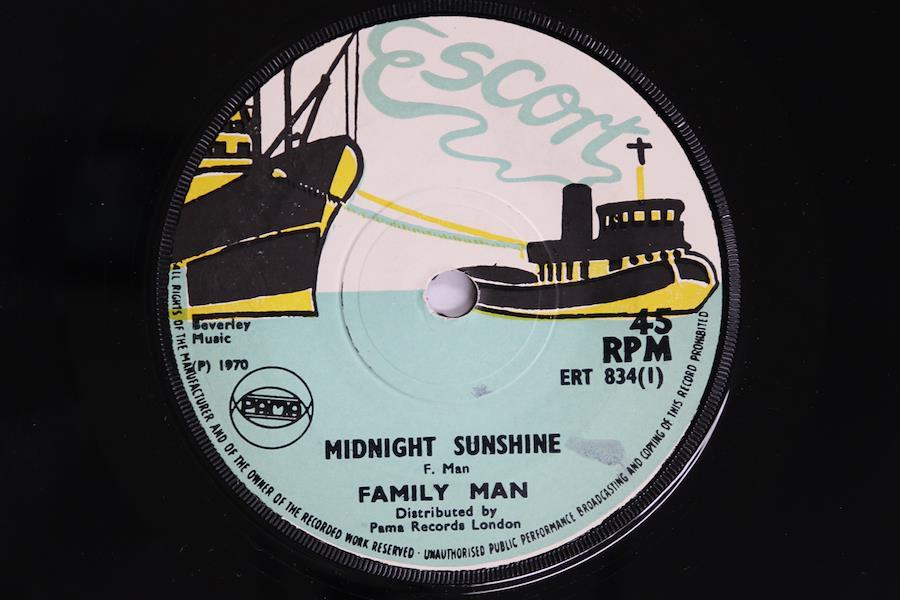 Escort
45
RPM
ERT 834(1)
Beverley
Music
(P) 1970
PAMA
MIDNIGHT SUNSHINE
F. Man
FAMILY MAN
Distributed by
Pama Records London
ALL RIGHTS OF THE MANUFACTURER AND OF THE OWNER OF THE RECORDED WORK RESERVED · UNAUTHORISED PUBLIC PERFORMANCE BROADCASTING AND COPYING OF THIS RECORD PROHIBITED